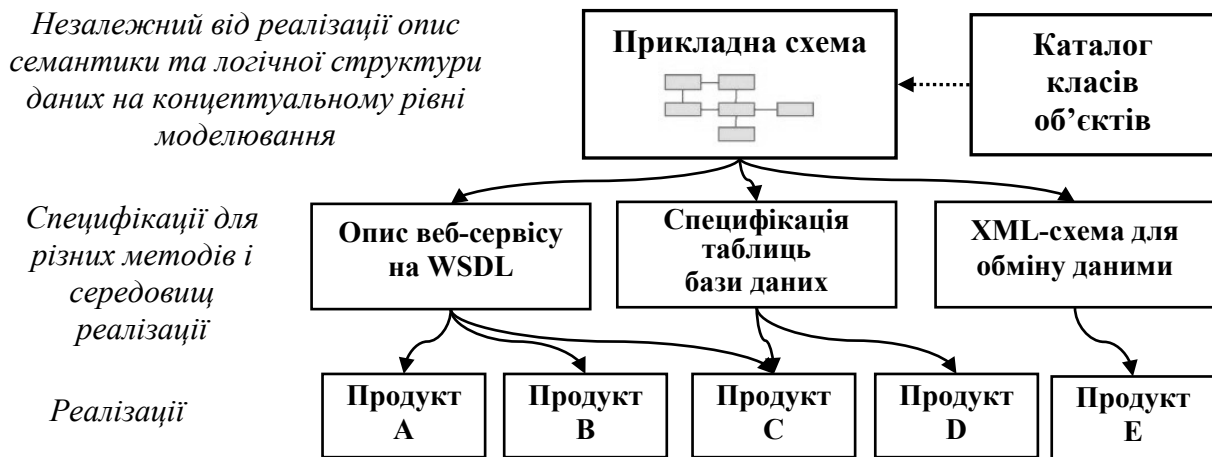 Незалежний від реалізації опис
семантики та логічної структури
даних на концептуальному рівні
моделювання
Прикладна схема
Каталог
класів
об’єктів
Специфікації для
різних методів і
середовищ
реалізації
Опис веб-сервісу
на WSDL
Специфікація
таблиць
бази даних
XML-схема для
обміну даними
Реалізації
Продукт
A
Продукт
B
Продукт
C
Продукт
D
Продукт
E